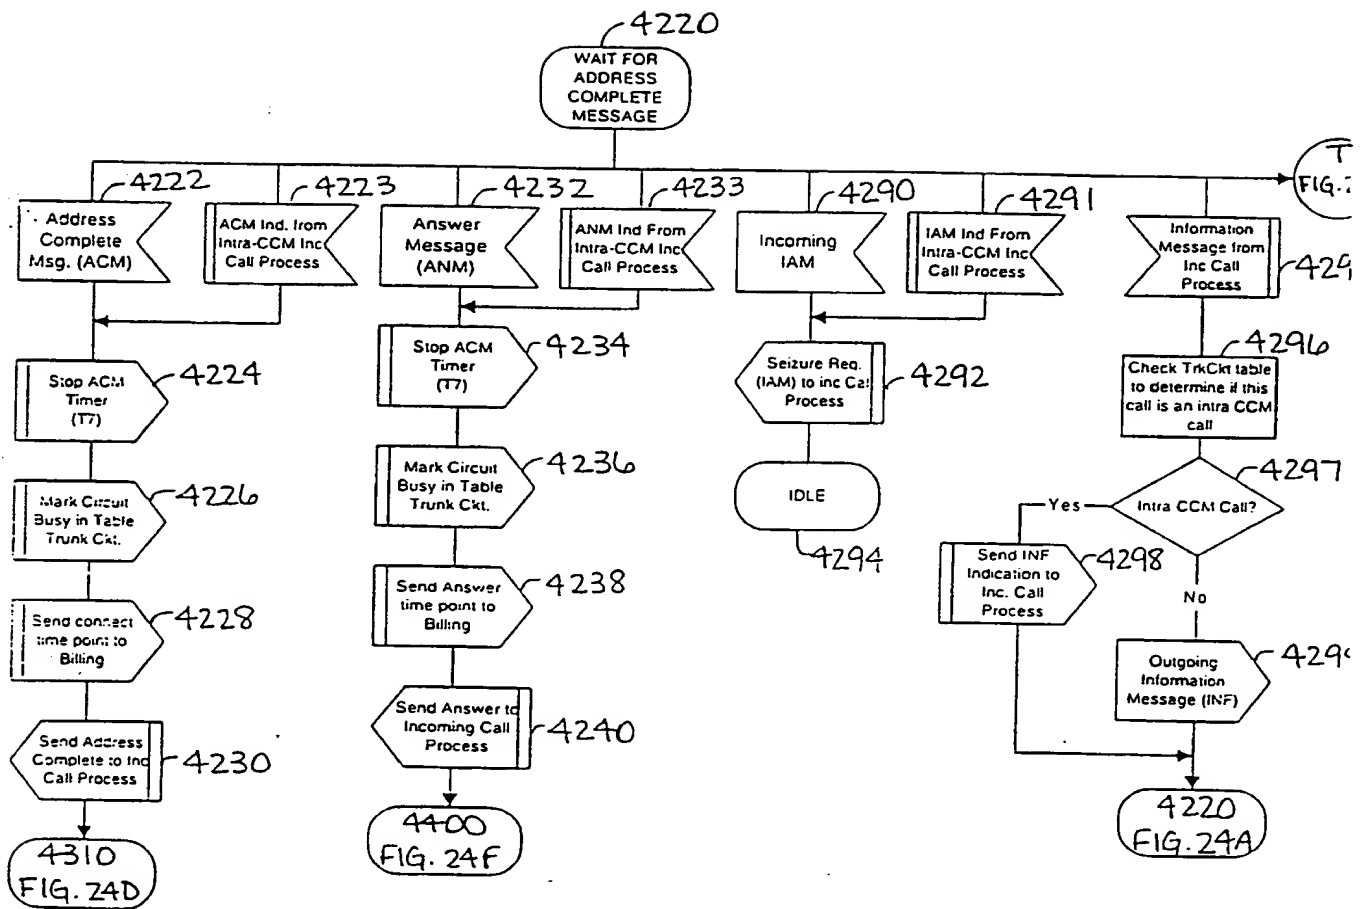 4220
WAIT FOR
ADDRESS
COMPLETE
MESSAGE
4222
Address
Complete
Msg. (ACM)
4223
ACM Ind. from
Intra-CCM Inc
Call Process
4232
Answer
Message
(ANM)
4233
ANM Ind From
Intra-CCM Inc
Call Process
4290
Incoming
IAM
4291
IAM Ind From
Intra-CCM Inc
Call Process
Information
Message from
Inc Call
Process
T
FIG.
Stop ACM
Timer
(T7)
4224
Stop ACM
Timer
(T7)
4234
Seizure Req.
(IAM) to inc Cal
Process
4292
4296
Check TrkCkt table
to determine if this
call is an intra CCM
call
Mark Circuit
Busy in Table
Trunk Ckt.
4226
Mark Circuit
Busy in Table
Trunk Ckt.
4236
IDLE
4294
4297
Intra CCM Call?
Yes
No
Send connect
time point to
Billing
4228
Send Answer
time point to
Billing
4238
Send INF
Indication to
Inc. Call
Process
4298
Outgoing
Information
Message (INF)
Send Address
Complete to Inc
Call Process
4230
Send Answer to
Incoming Call
Process
4240
4310
FIG. 24D
4400
FIG. 24F
4220
FIG. 24A